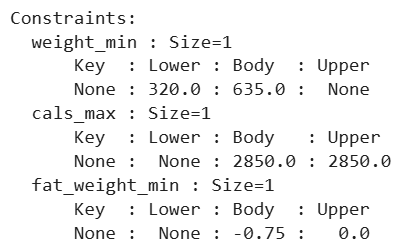 Constraints:
weight_min : Size=1
Key : Lower : Body : Upper
None : 320.0 : 635.0 : None
cals_max : Size=1
Key : Lower : Body : Upper
None : None : 2850.0 : 2850.0
fat_weight_min : Size=1
Key : Lower : Body : Upper
None : None : -0.75 : 0.0